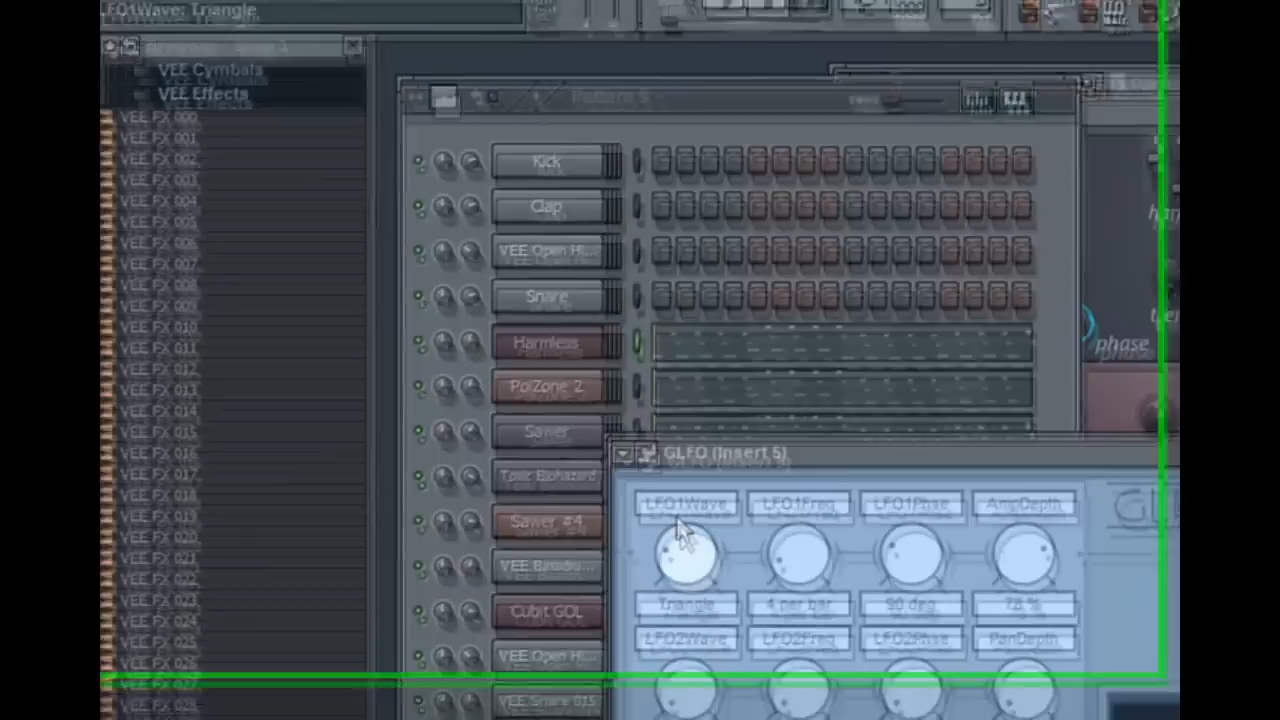 LFO1Wave: Triangle
VEE Cymbals
VEE Effects
VEE FX 000
VEE FX 001
VEE FX 002
VEE FX 003
VEE FX 004
VEE FX 005
VEE FX 006
VEE FX 007
VEE FX 008
VEE FX 009
VEE FX 010
VEE FX 011
VEE FX 012
VEE FX 013
VEE FX 014
VEE FX 015
VEE FX 016
VEE FX 017
VEE FX 018
VEE FX 019
VEE FX 020
VEE FX 021
VEE FX 022
VEE FX 023
VEE FX 024
VEE FX 025
VEE FX 026
VEE FX 027
VEE FX 028
Pattern 5
Kick
Clap
VEE Open Hi...
Snare
Harmless
PoiZone 2
Sawer
Toxic Biohazard
Sawer #4
Cubit GOL
VEE Open H...
VEE Snare 015
phase
GLFO (Insert 5)
LFO1Wave LFO1Freq LFO1Phse AmpDepth
Triangle 4 per bar 90 deg 78 %
LFO2Wave LFO2Freq LFO2Phse PanDepth